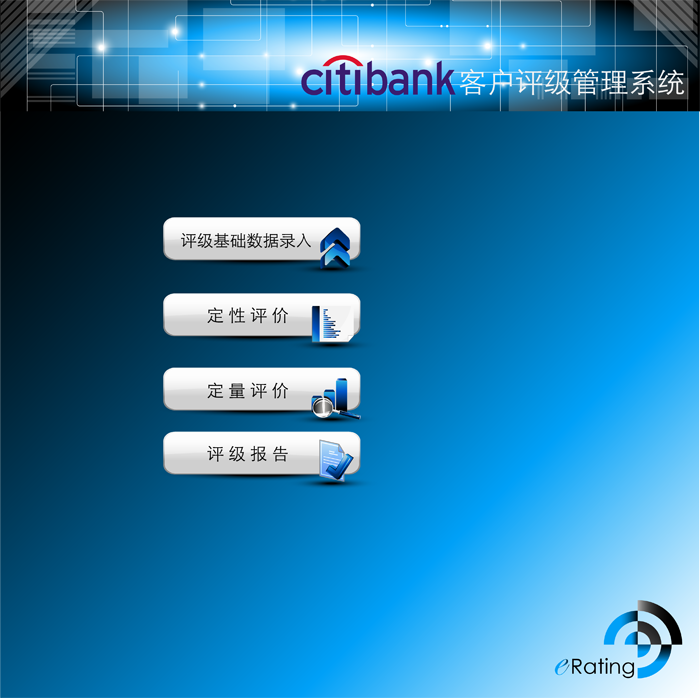 citibank客户评级管理系统
评级基础数据录入
定性评价
定量评价
评级报告
eRating